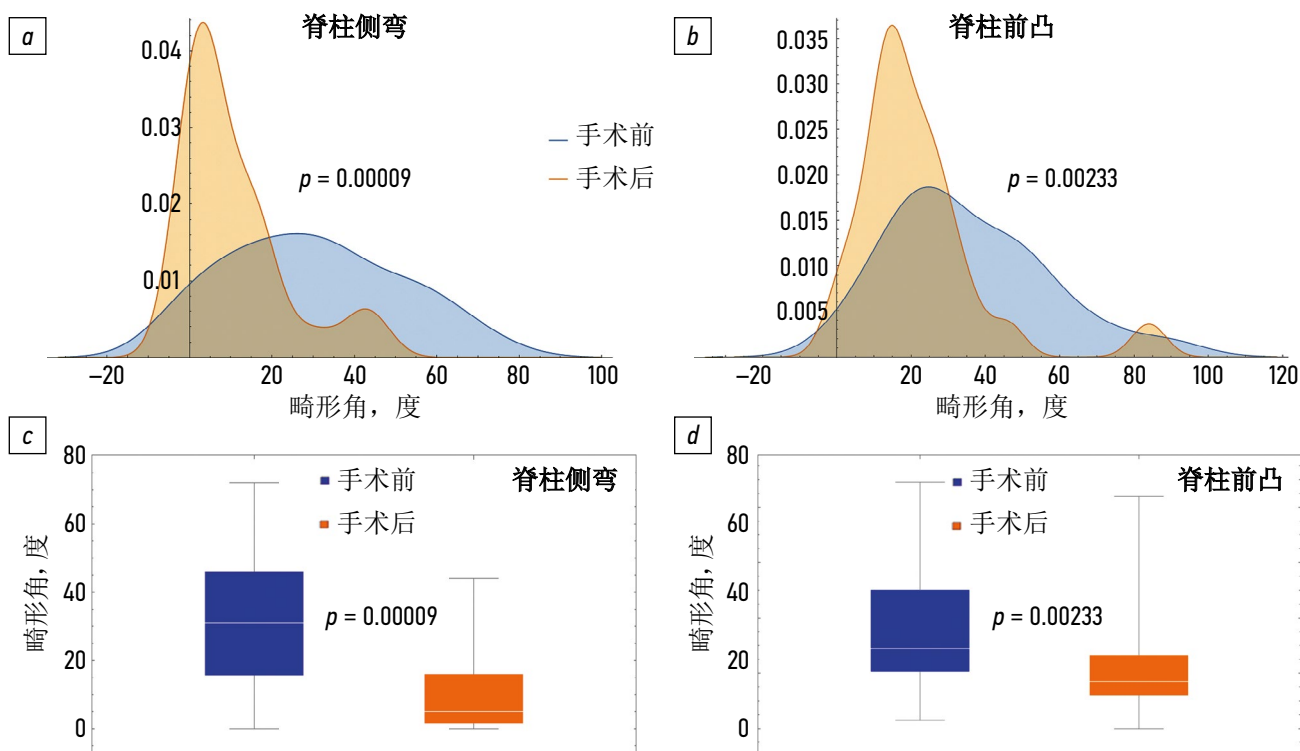 a
脊柱侧弯
0.04
0.03
0.02
0.01
手术前
手术后
p = 0.00009
–20
20
40
60
80
100
畸形角，度
b
脊柱前凸
0.035
0.030
0.025
0.020
0.015
0.010
0.005
p = 0.00233
–20
20
40
60
80
100
120
畸形角，度
c
80
60
40
20
0
畸形角，度
手术前
手术后
脊柱侧弯
p = 0.00009
d
80
60
40
20
0
畸形角，度
手术前
手术后
脊柱前凸
p = 0.00233